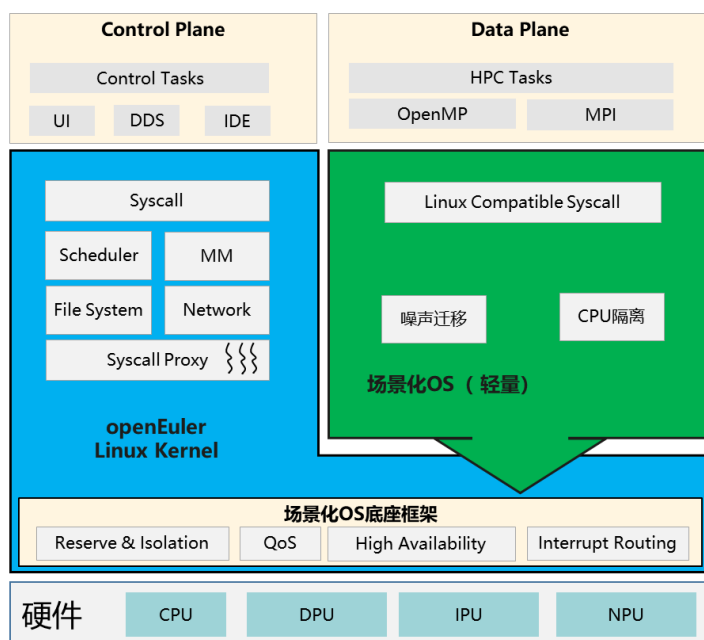 Control Plane
Control Tasks
UI
DDS
IDE
Data Plane
HPC Tasks
OpenMP
MPI
Syscall
Scheduler
MM
File System
Network
Syscall Proxy
openEuler
Linux Kernel
Linux Compatible Syscall
噪声迁移
CPU隔离
场景化OS（ 轻量）
场景化OS底座框架
Reserve & Isolation
QoS
High Availability
Interrupt Routing
硬件
CPU
DPU
IPU
NPU